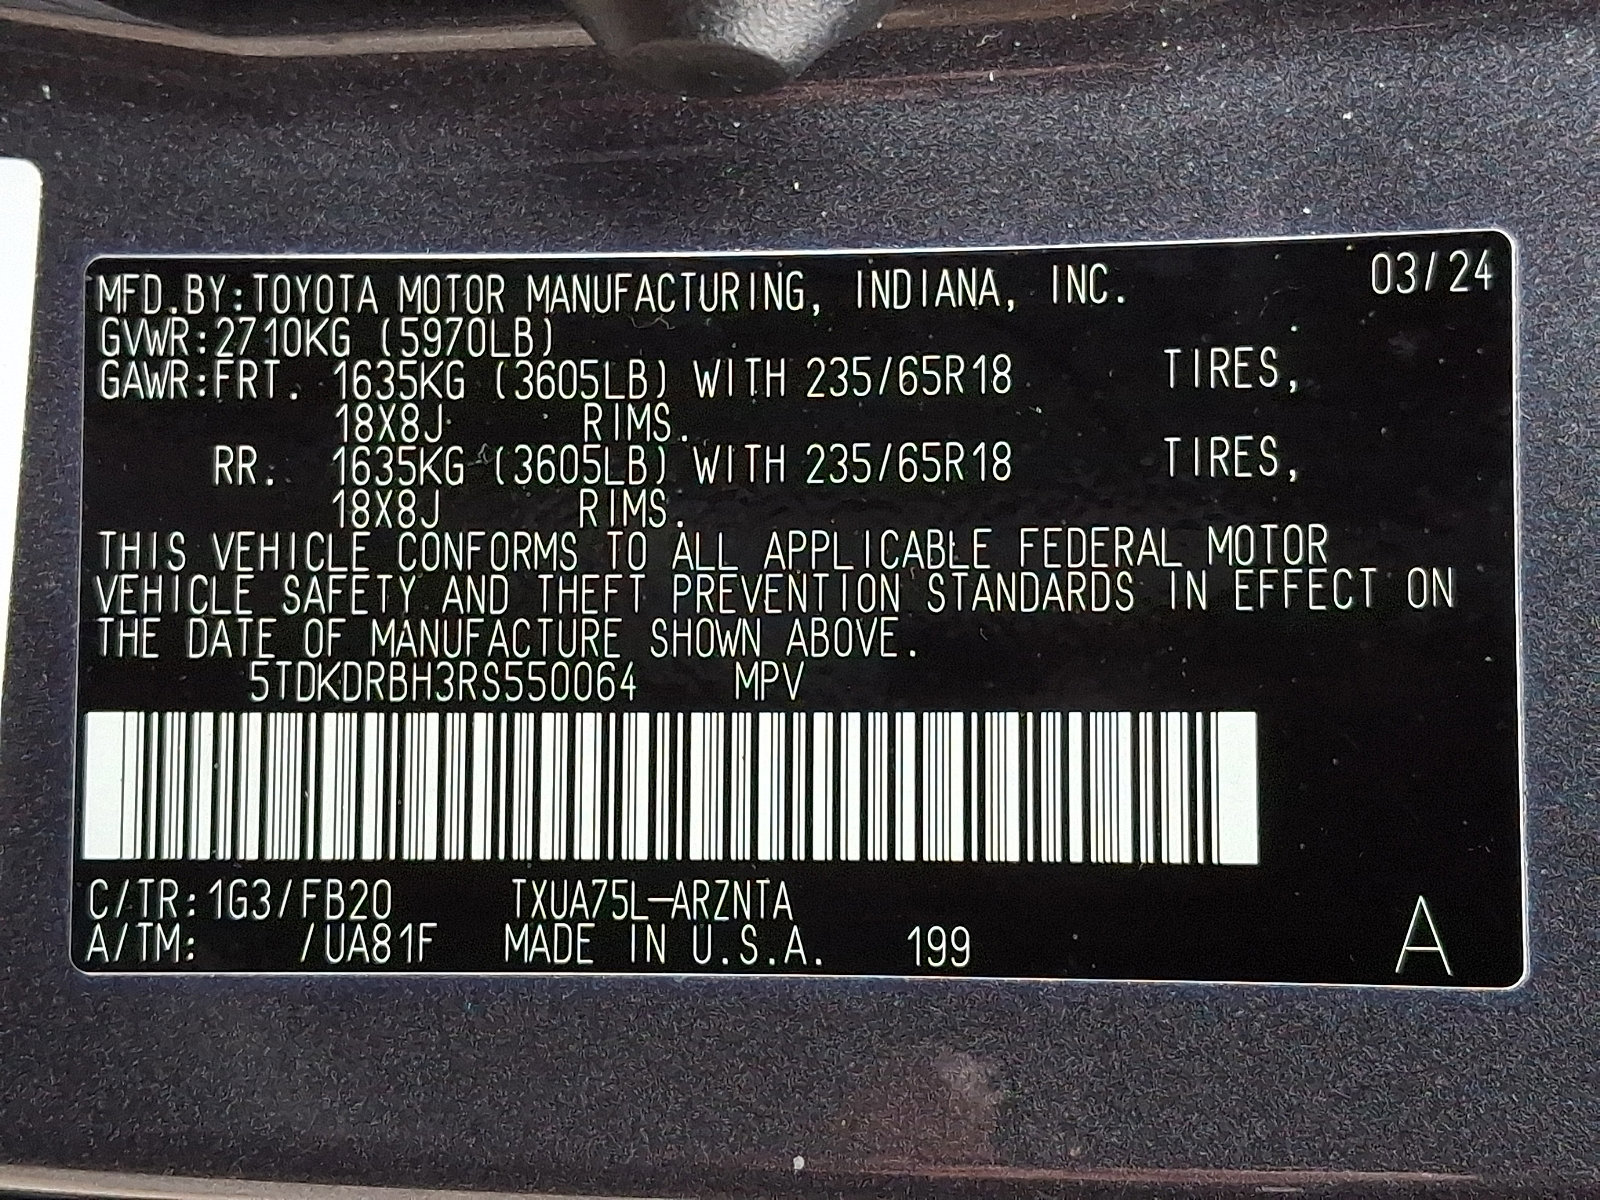 MFD.BY:TOYOTA MOTOR MANUFACTURING, INDIANA, INC. 03/24
GVWR:2710KG (5970LB)
GAWR:FRT. 1635KG (3605LB) WITH 235/65R18 TIRES,
18X8J RIMS.
RR. 1635KG (3605LB) WITH 235/65R18 TIRES,
18X8J RIMS.
THIS VEHICLE CONFORMS TO ALL APPLICABLE FEDERAL MOTOR
VEHICLE SAFETY AND THEFT PREVENTION STANDARDS IN EFFECT ON
THE DATE OF MANUFACTURE SHOWN ABOVE.
5TDKDRBH3RS550064 MPV
C/TR:1G3/FB20 TXUA75L-ARZNTA
A/TM: /UA81F MADE IN U.S.A. 199 A